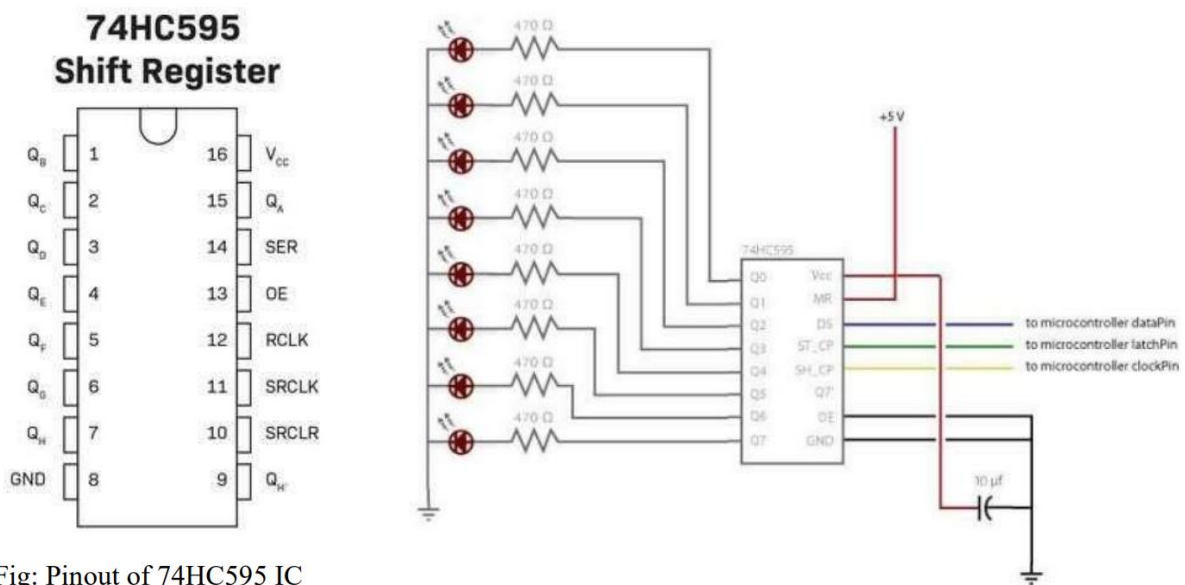 74HC595
Shift Register
Q_B 1 16 V_CC
Q_C 2 15 Q_A
Q_D 3 14 SER
Q_E 4 13 OE
Q_F 5 12 RCLK
Q_G 6 11 SRCLK
Q_H 7 10 SRCLR
GND 8 9 Q_H'
Fig: Pinout of 74HC595 IC
470 Ω
470 Ω
470 Ω
470 Ω
470 Ω
470 Ω
470 Ω
470 Ω
+5 V
74HC595
Q0 Vcc
Q1 MR
Q2 DS to microcontroller dataPin
Q3 ST_CP to microcontroller latchPin
Q4 SH_CP to microcontroller clockPin
Q5 Q7'
Q6 OE
Q7 GND
10 µf